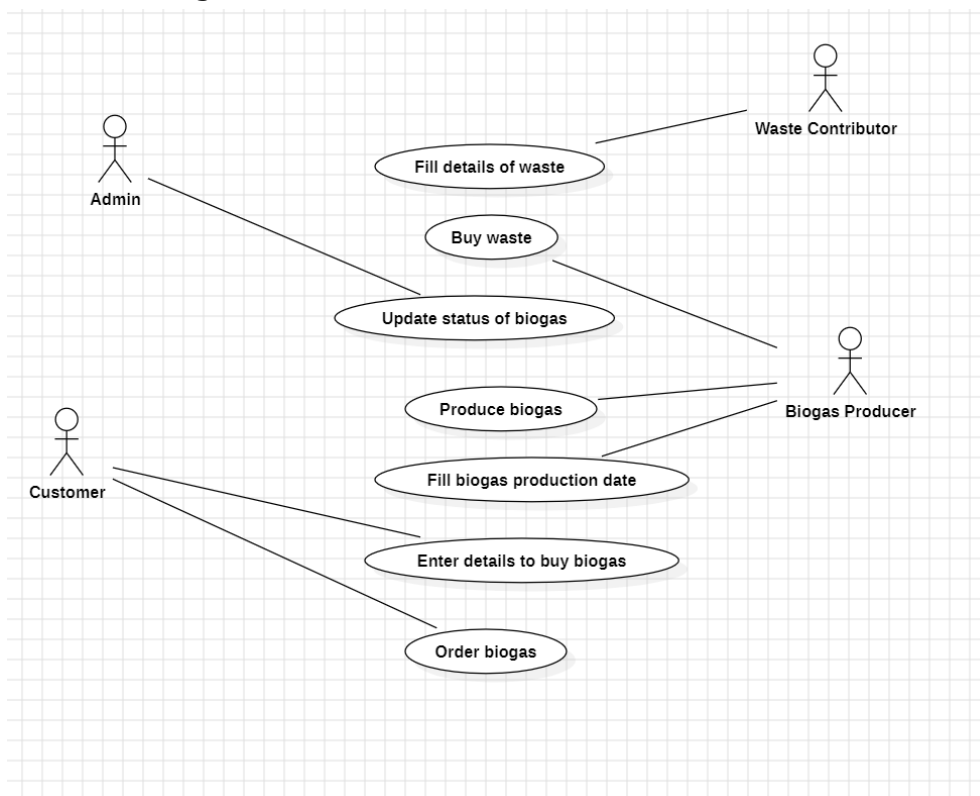 Waste Contributor
Admin
Fill details of waste
Buy waste
Update status of biogas
Produce biogas
Biogas Producer
Customer
Fill biogas production date
Enter details to buy biogas
Order biogas